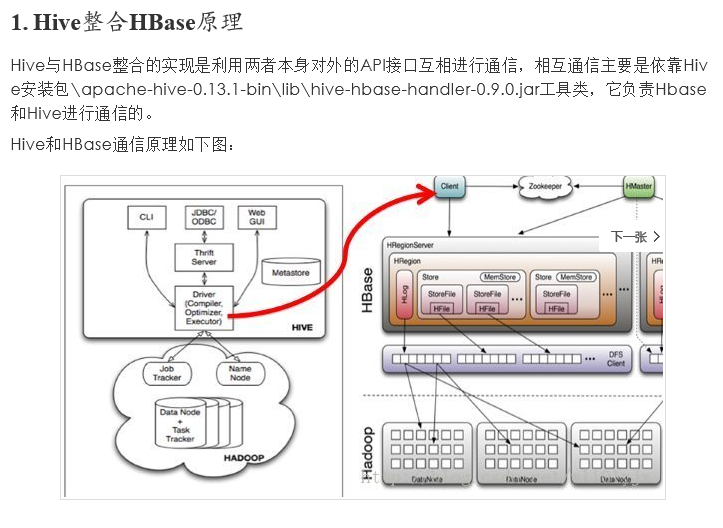 1. Hive整合HBase原理
Hive与HBase整合的实现是利用两者本身对外的API接口互相进行通信，相互通信主要是依靠Hiv
e安装包\apache-hive-0.13.1-bin\lib\hive-hbase-handler-0.9.0.jar工具类，它负责Hbase
和Hive进行通信的。
Hive和HBase通信原理如下图：
CLI
JDBC/
ODBC
Web
GUI
Thrift
Server
Metastore
Driver
(Compiler,
Optimizer,
Executor)
HIVE
Job
Tracker
Name
Node
Data Node
+
Task
Tracker
HADOOP
Client
Zookeeper
HMaster
下一张
HRegionServer
HRegion
HRe
HBase
HLog
Store
MemStore
StoreFile
StoreFile
HFile
HFile
...
Store
MemStore
StoreFile
HFile
...
...
HLog
DFS
Client
...
Hadoop
DataNode
DataNode
DataNode